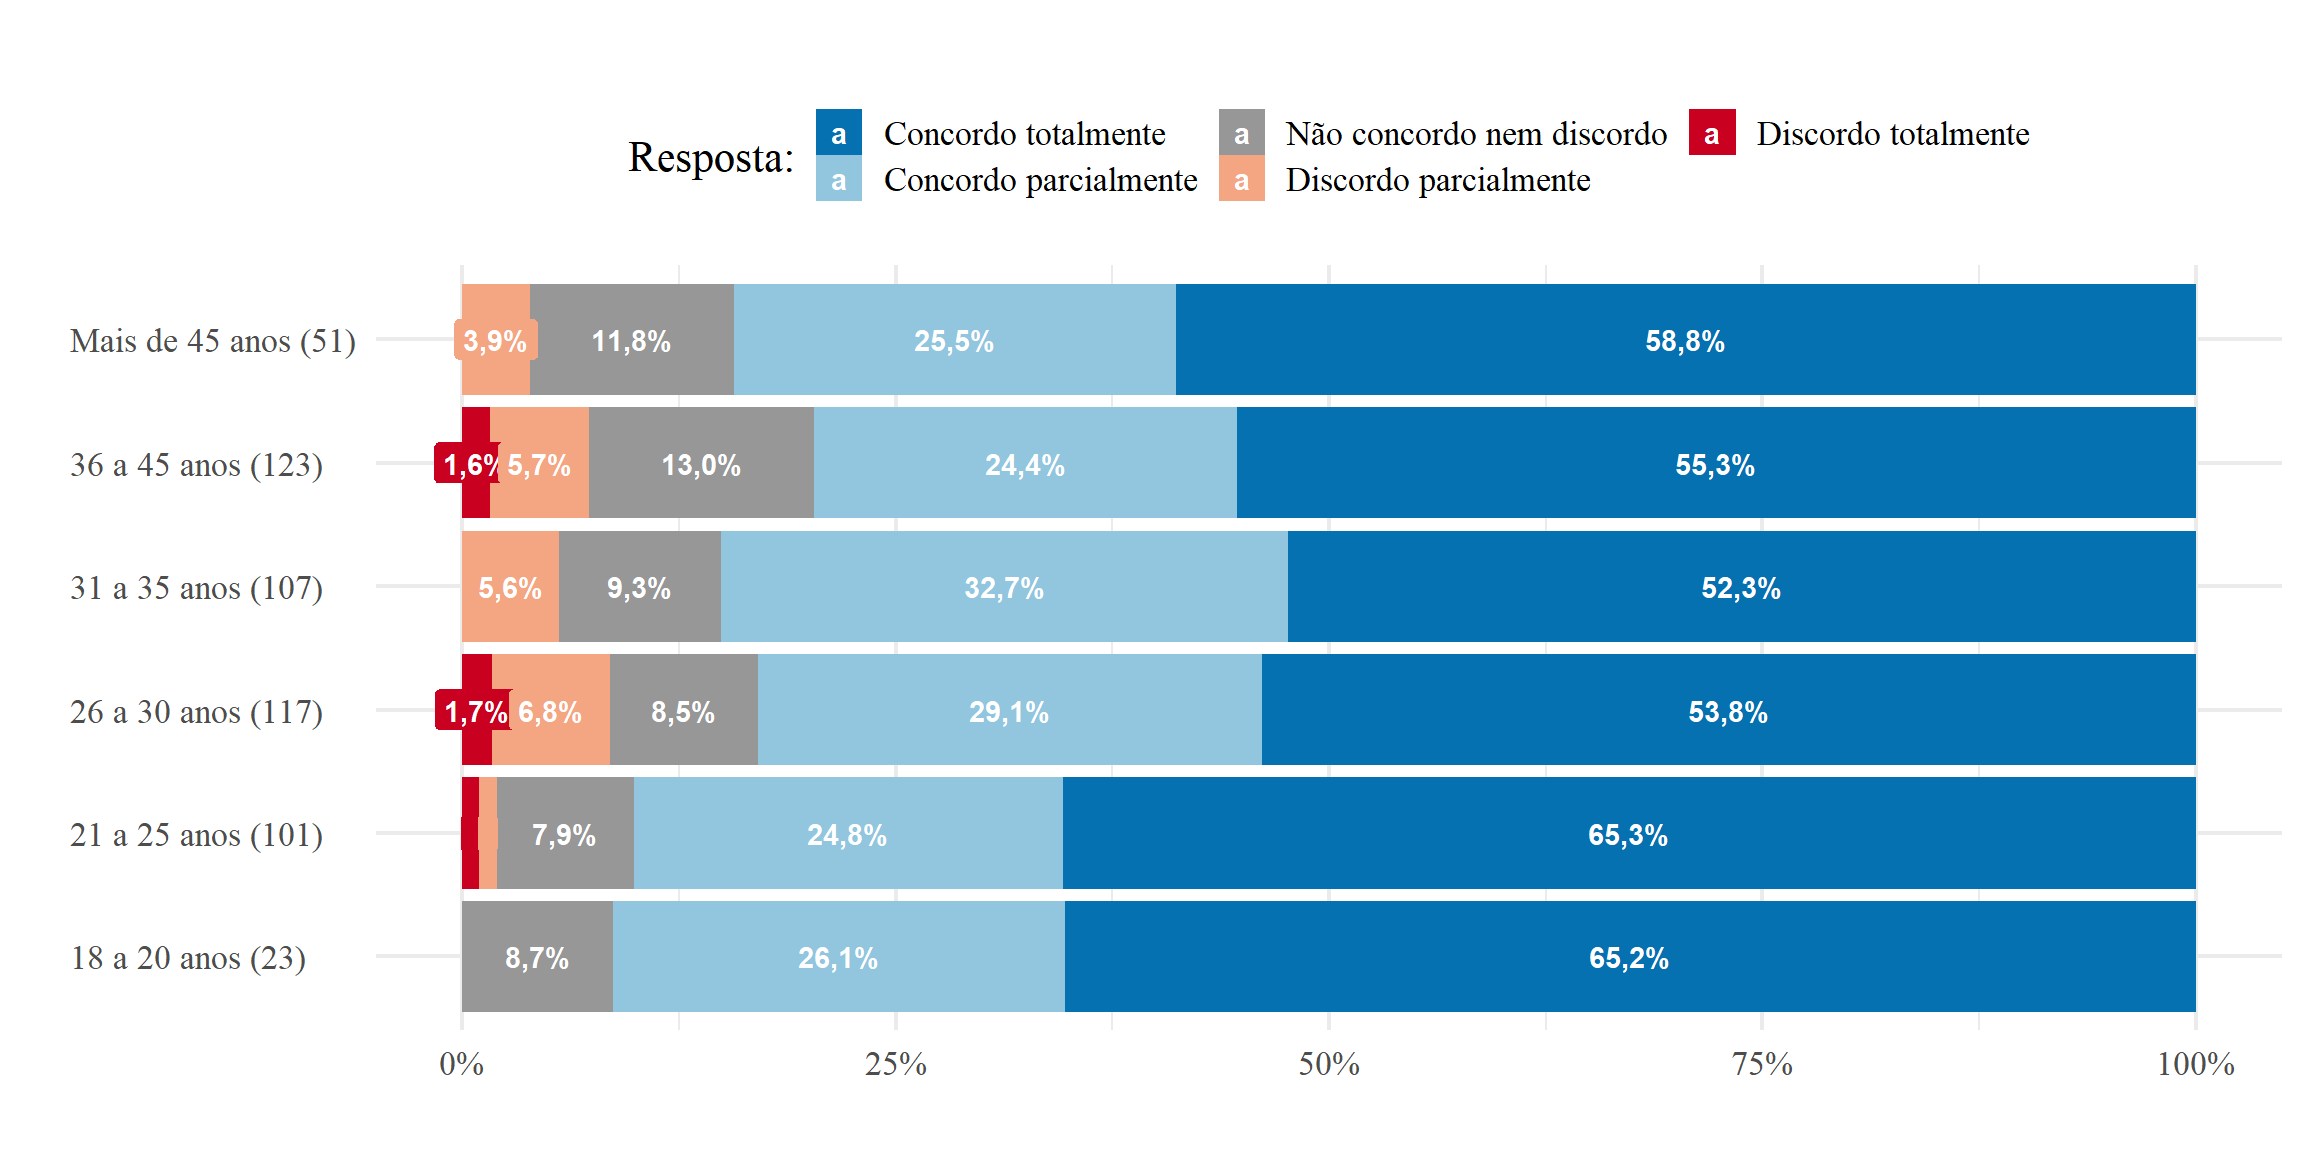 Resposta:
a Concordo totalmente
a Concordo parcialmente
a Não concordo nem discordo
a Discordo parcialmente
a Discordo totalmente
Mais de 45 anos (51) 3,9% 11,8% 25,5% 58,8%
36 a 45 anos (123) 1,6% 5,7% 13,0% 24,4% 55,3%
31 a 35 anos (107) 5,6% 9,3% 32,7% 52,3%
26 a 30 anos (117) 1,7% 6,8% 8,5% 29,1% 53,8%
21 a 25 anos (101) 7,9% 24,8% 65,3%
18 a 20 anos (23) 8,7% 26,1% 65,2%
0% 25% 50% 75% 100%